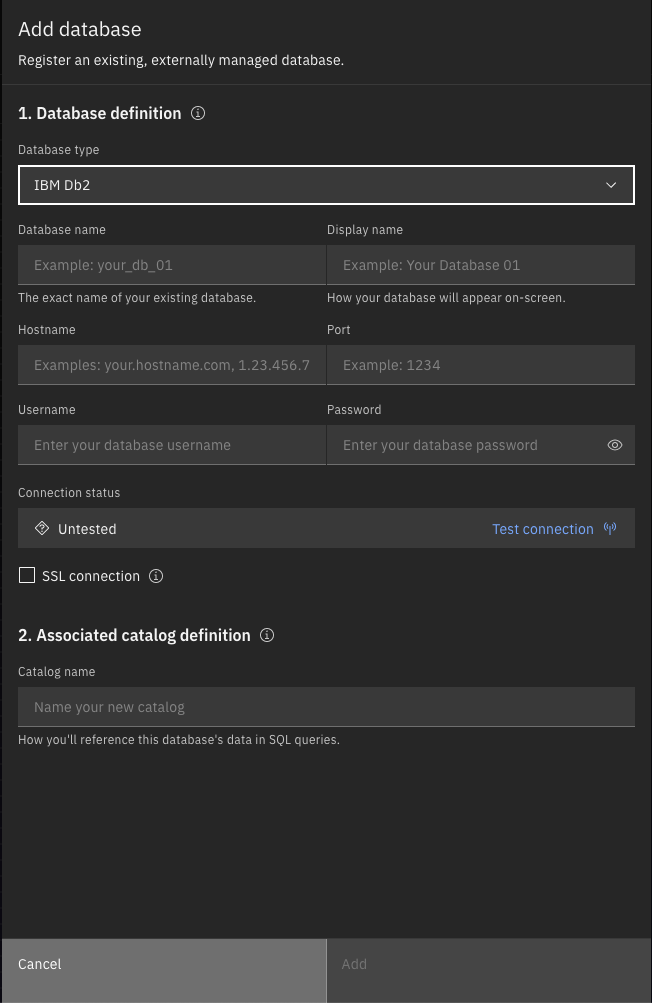 Add database
Register an existing, externally managed database.
1. Database definition
Database type
IBM Db2
Database name
Display name
Example: your_db_01
Example: Your Database 01
The exact name of your existing database.
How your database will appear on-screen.
Hostname
Port
Examples: your.hostname.com, 1.23.456.7
Example: 1234
Username
Password
Enter your database username
Enter your database password
Connection status
Untested
Test connection
SSL connection
2. Associated catalog definition
Catalog name
Name your new catalog
How you'll reference this database's data in SQL queries.
Cancel
Add